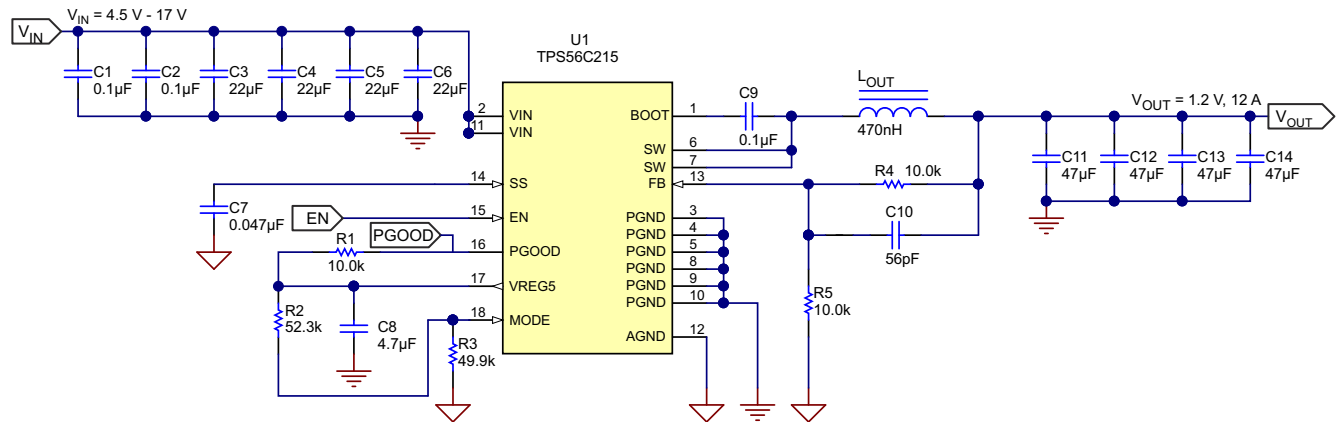 V_IN
V_IN = 4.5 V - 17 V
C1
0.1µF
C2
0.1µF
C3
22µF
C4
22µF
C5
22µF
C6
22µF
U1
TPS56C215
2
VIN
11
VIN
14
SS
15
EN
16
PGOOD
17
VREG5
18
MODE
BOOT
1
SW
6
SW
7
FB
13
PGND
3
PGND
4
PGND
5
PGND
8
PGND
9
PGND
10
AGND
12
C7
0.047µF
EN
PGOOD
R1
10.0k
R2
52.3k
C8
4.7µF
R3
49.9k
C9
0.1µF
L_OUT
470nH
R4
10.0k
C10
56pF
R5
10.0k
V_OUT = 1.2 V, 12 A
V_OUT
C11
47µF
C12
47µF
C13
47µF
C14
47µF